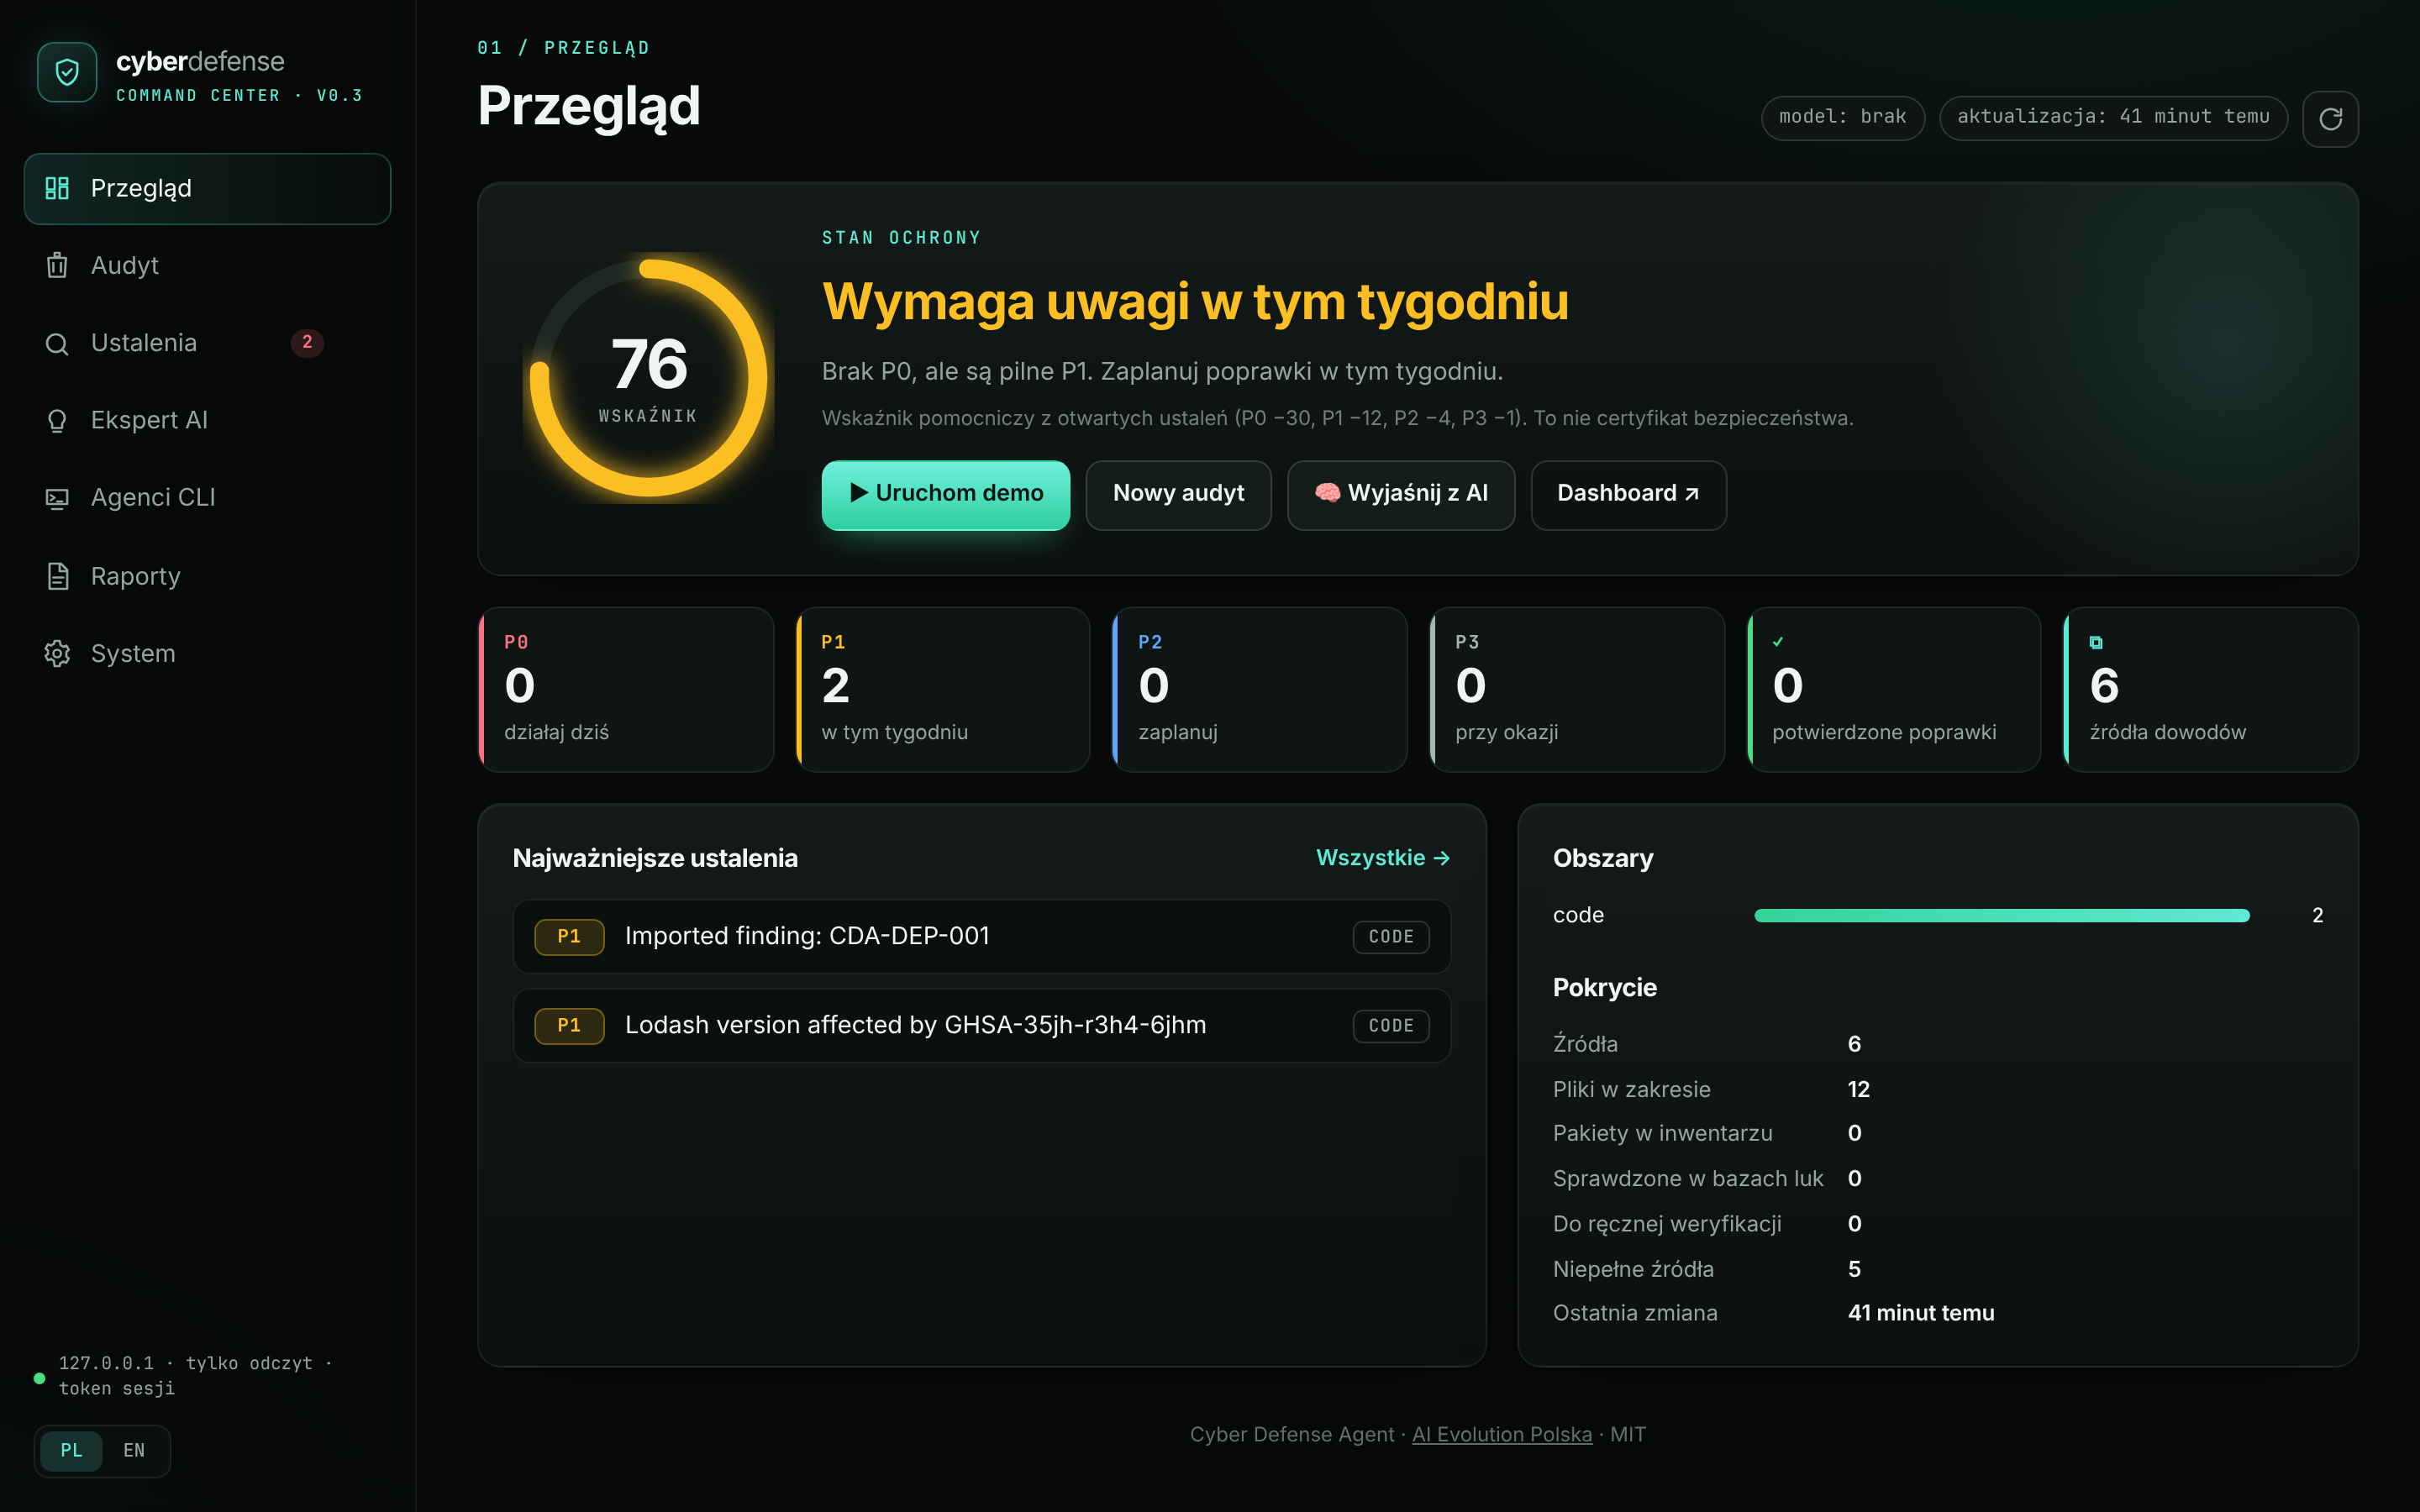 cyberdefense
COMMAND CENTER · V0.3
Przegląd
Audyt
Ustalenia 2
Ekspert AI
Agenci CLI
Raporty
System
127.0.0.1 · tylko odczyt ·
token sesji
PL EN
01 / PRZEGLĄD
Przegląd
model: brak
aktualizacja: 41 minut temu
76
WSKAŹNIK
STAN OCHRONY
Wymaga uwagi w tym tygodniu
Brak P0, ale są pilne P1. Zaplanuj poprawki w tym tygodniu.
Wskaźnik pomocniczy z otwartych ustaleń (P0 −30, P1 −12, P2 −4, P3 −1). To nie certyfikat bezpieczeństwa.
▶ Uruchom demo
Nowy audyt
🧠 Wyjaśnij z AI
Dashboard ↗
P0
0
działaj dziś
P1
2
w tym tygodniu
P2
0
zaplanuj
P3
0
przy okazji
✓
0
potwierdzone poprawki
⧉
6
źródła dowodów
Najważniejsze ustalenia
Wszystkie →
P1 Imported finding: CDA-DEP-001 CODE
P1 Lodash version affected by GHSA-35jh-r3h4-6jhm CODE
Obszary
code 2
Pokrycie
Źródła 6
Pliki w zakresie 12
Pakiety w inwentarzu 0
Sprawdzone w bazach luk 0
Do ręcznej weryfikacji 0
Niepełne źródła 5
Ostatnia zmiana 41 minut temu
Cyber Defense Agent · AI Evolution Polska · MIT